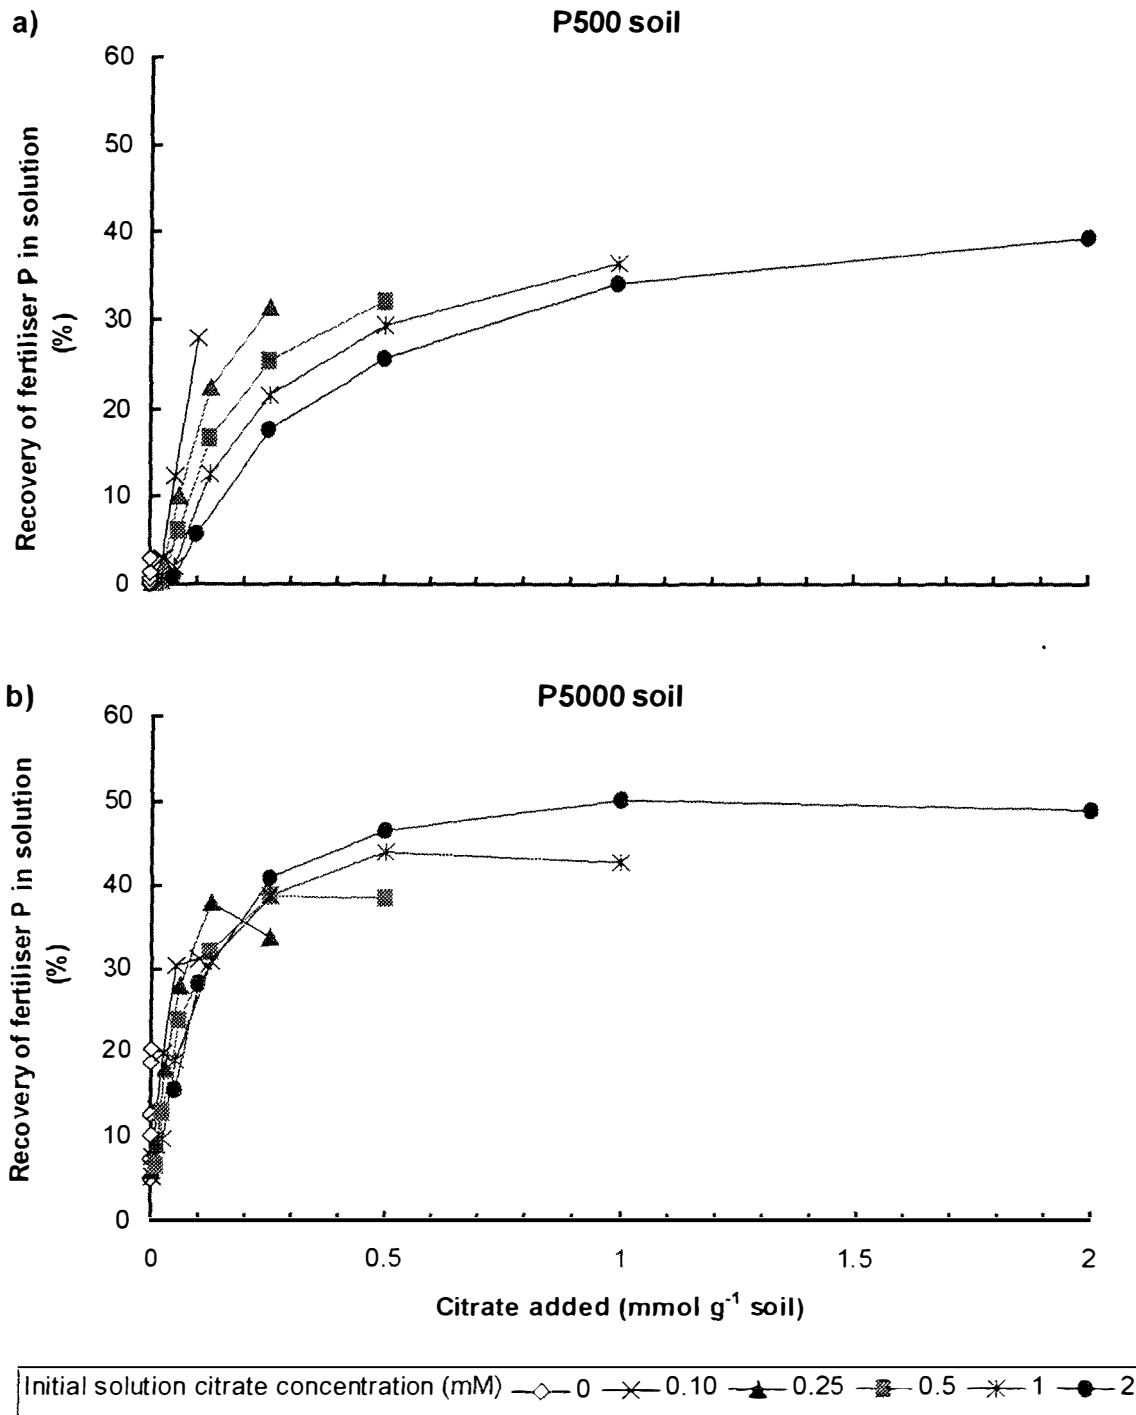 a)
P500 soil
Recovery of fertiliser P in solution
(%)
60
50
40
30
20
10
0
b)
P5000 soil
Recovery of fertiliser P in solution
(%)
60
50
40
30
20
10
0
0 0.5 1 1.5 2
Citrate added (mmol g⁻¹ soil)
Initial solution citrate concentration (mM) 0 0.10 0.25 0.5 1 2